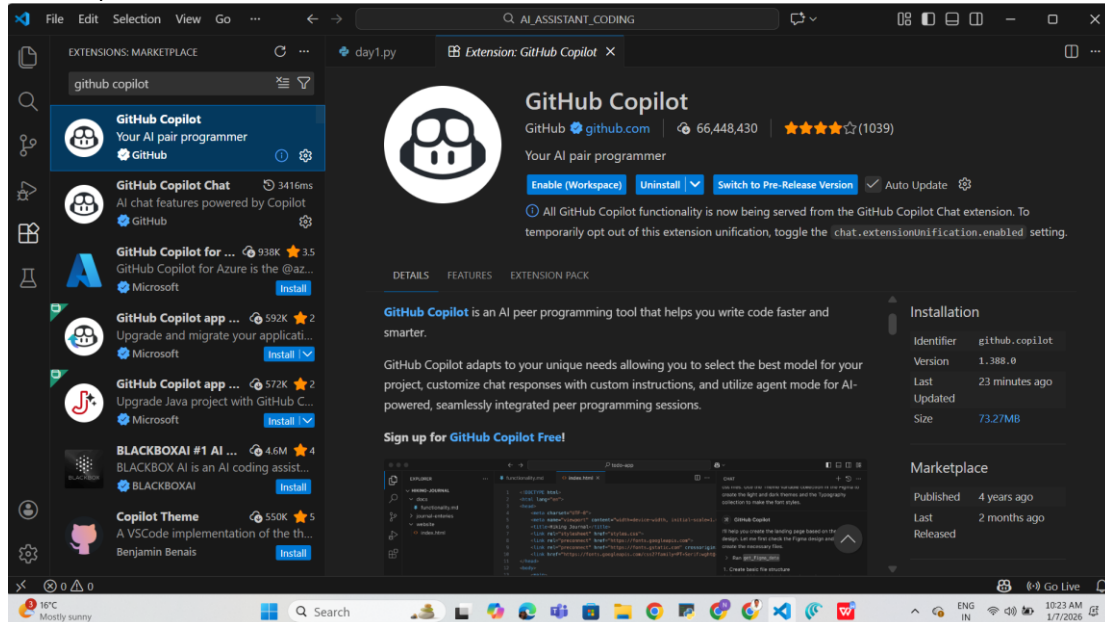 File Edit Selection View Go ··· AI_ASSISTANT_CODING
EXTENSIONS: MARKETPLACE
github copilot
GitHub Copilot
Your AI pair programmer
GitHub
GitHub Copilot Chat 3416ms
AI chat features powered by Copilot
GitHub
GitHub Copilot for ... 938K 3.5
GitHub Copilot for Azure is the @az...
Microsoft Install
GitHub Copilot app ... 592K 2
Upgrade and migrate your applicati...
Microsoft Install
GitHub Copilot app ... 572K 2
Upgrade Java project with GitHub C...
Microsoft Install
BLACKBOXAI #1 AI ... 4.6M 4
BLACKBOX AI is an AI coding assist...
BLACKBOXAI Install
Copilot Theme 550K 5
A VSCode implementation of the th...
Benjamin Benais Install
day1.py Extension: GitHub Copilot
GitHub Copilot
GitHub github.com 66,448,430 (1039)
Your AI pair programmer
Enable (Workspace) Uninstall Switch to Pre-Release Version Auto Update
All GitHub Copilot functionality is now being served from the GitHub Copilot Chat extension. To
temporarily opt out of this extension unification, toggle the chat.extensionUnification.enabled setting.
DETAILS FEATURES EXTENSION PACK
GitHub Copilot is an AI peer programming tool that helps you write code faster and
smarter.
GitHub Copilot adapts to your unique needs allowing you to select the best model for your
project, customize chat responses with custom instructions, and utilize agent mode for AI-
powered, seamlessly integrated peer programming sessions.
Sign up for GitHub Copilot Free!
Installation
Identifier github.copilot
Version 1.388.0
Last Updated 23 minutes ago
Size 73.27MB
Marketplace
Published 4 years ago
Last Released 2 months ago
0 0 Go Live
16°C
Mostly sunny
Search
ENG
IN
10:23 AM
1/7/2026